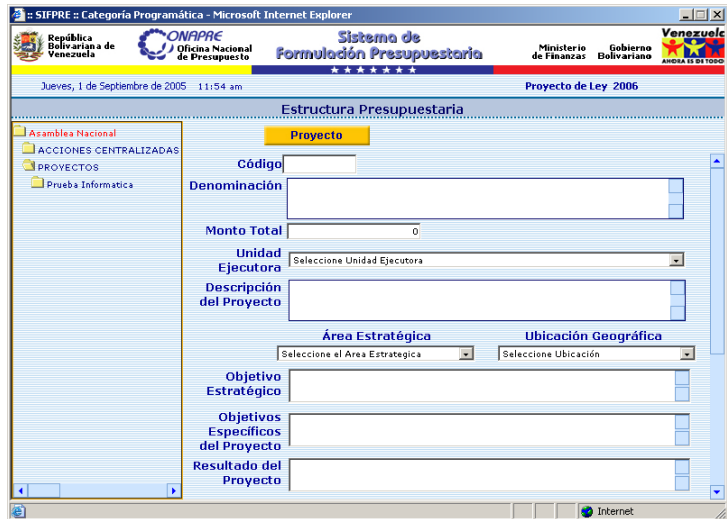 :: SIFPRE :: Categoría Programática - Microsoft Internet Explorer
República
Bolivariana de
Venezuela
ONAPRE
Oficina Nacional
de Presupuesto
Sistema de
Formulación Presupuestaria
Ministerio
de Finanzas
Gobierno
Bolivariano
Venezuela
AHORA ES DE TODOS
Jueves, 1 de Septiembre de 2005 11:54 am
Proyecto de Ley 2006
Estructura Presupuestaria
Asamblea Nacional
ACCIONES CENTRALIZADAS
PROYECTOS
Prueba Informatica
Proyecto
Código
Denominación
Monto Total
0
Unidad
Ejecutora
Seleccione Unidad Ejecutora
Descripción
del Proyecto
Área Estratégica
Ubicación Geográfica
Seleccione el Area Estrategica
Seleccione Ubicación
Objetivo
Estratégico
Objetivos
Específicos
del Proyecto
Resultado del
Proyecto
Internet